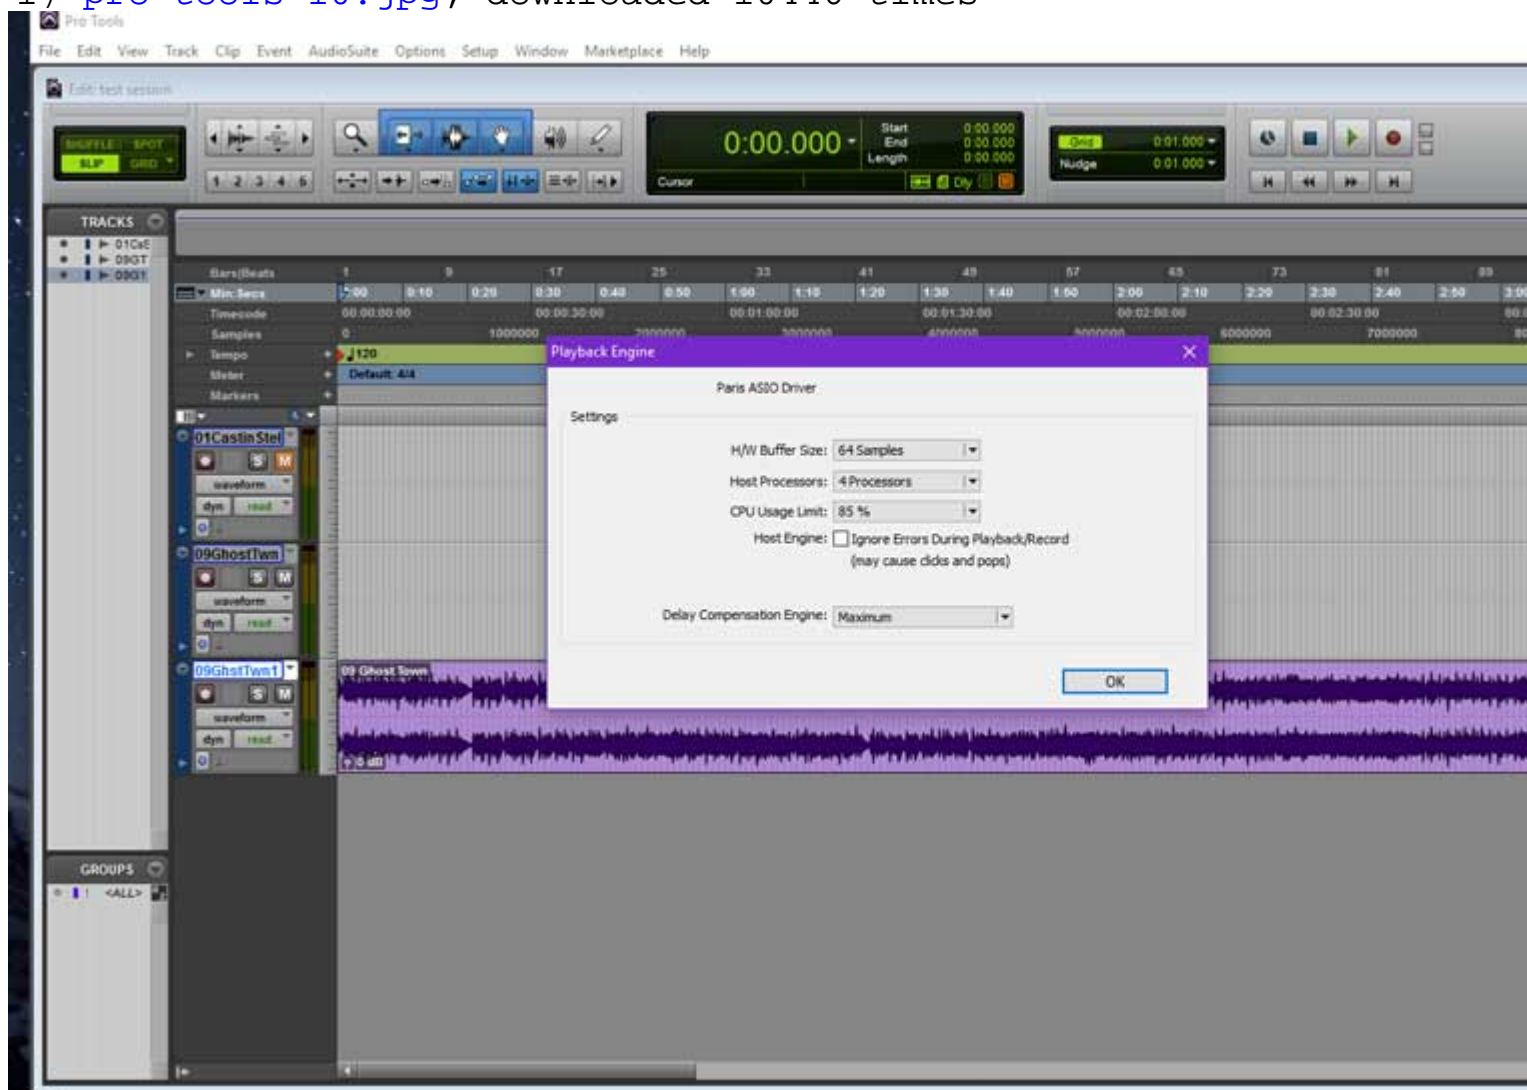 Pro Tools
File Edit View Track Clip Event AudioSuite Options Setup Window Marketplace Help
Edit: test session
SHUFFLE SPOT
SLIP GRID
1 2 3 4 5
0:00.000
Start 0:00.000
End 0:00.000
Length 0:00.000
Cursor
Dly
Grid 0:01.000
Nudge 0:01.000
TRACKS
09GT
Bars|Beats 1 9 17 25 33 41 49 57 65 73 81 89
Min:Secs 0:00 0:10 0:20 0:30 0:40 0:50 1:00 1:10 1:20 1:30 1:40 1:50 2:00 2:10 2:20 2:30 2:40 2:50 3:00
Timecode 00:00:00:00 00:00:30:00 00:01:00:00 00:01:30:00 00:02:00:00 00:02:30:00
Samples 0 1000000 2000000 3000000 4000000 5000000 6000000 7000000
Tempo 120
Meter Default: 4/4
Markers
Playback Engine
Paris ASIO Driver
Settings
H/W Buffer Size: 64 Samples
Host Processors: 4 Processors
CPU Usage Limit: 85 %
Host Engine: Ignore Errors During Playback/Record
(may cause clicks and pops)
Delay Compensation Engine: Maximum
OK
01CastinStel
S M
waveform
dyn read
09GhostTwn
S M
waveform
dyn read
09GhstTwn1
S M
waveform
dyn read
09 Ghost Town
0 dB
GROUPS
! <ALL>